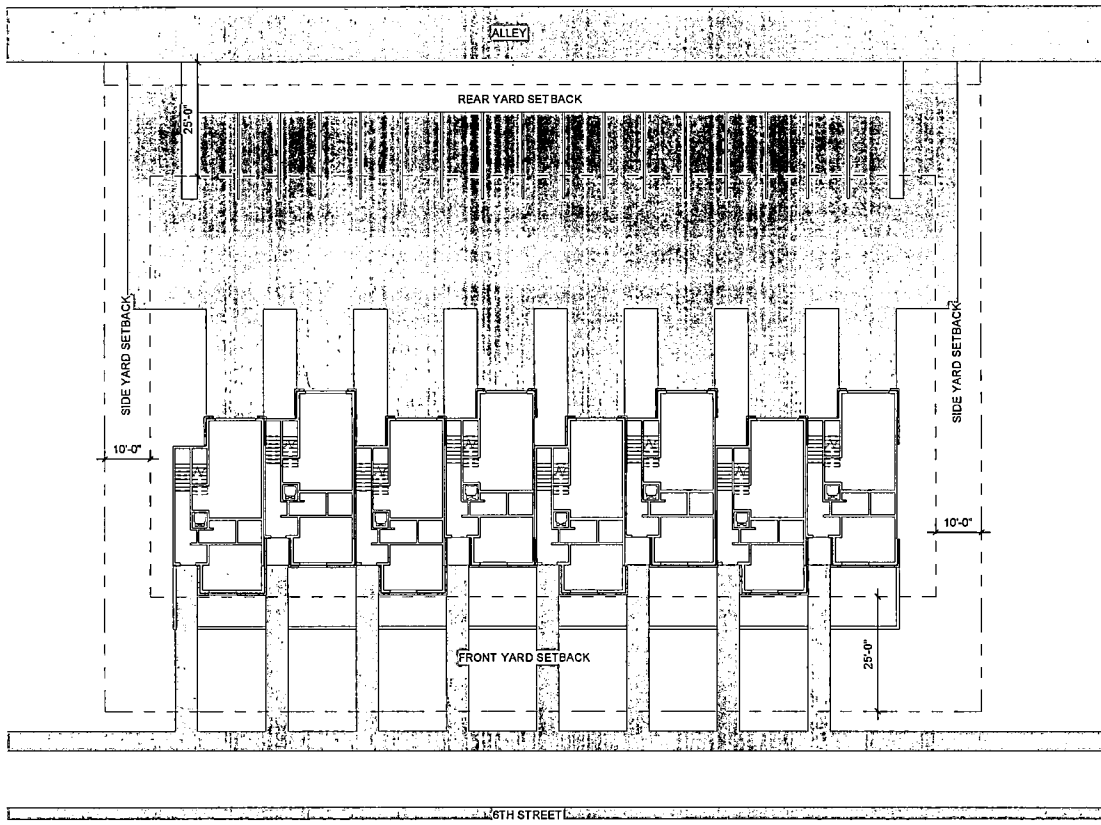 ALLEY
REAR YARD SETBACK
25'-0"
SIDE YARD SETBACK
SIDE YARD SETBACK
10'-0"
10'-0"
25'-0"
FRONT YARD SETBACK
6TH STREET